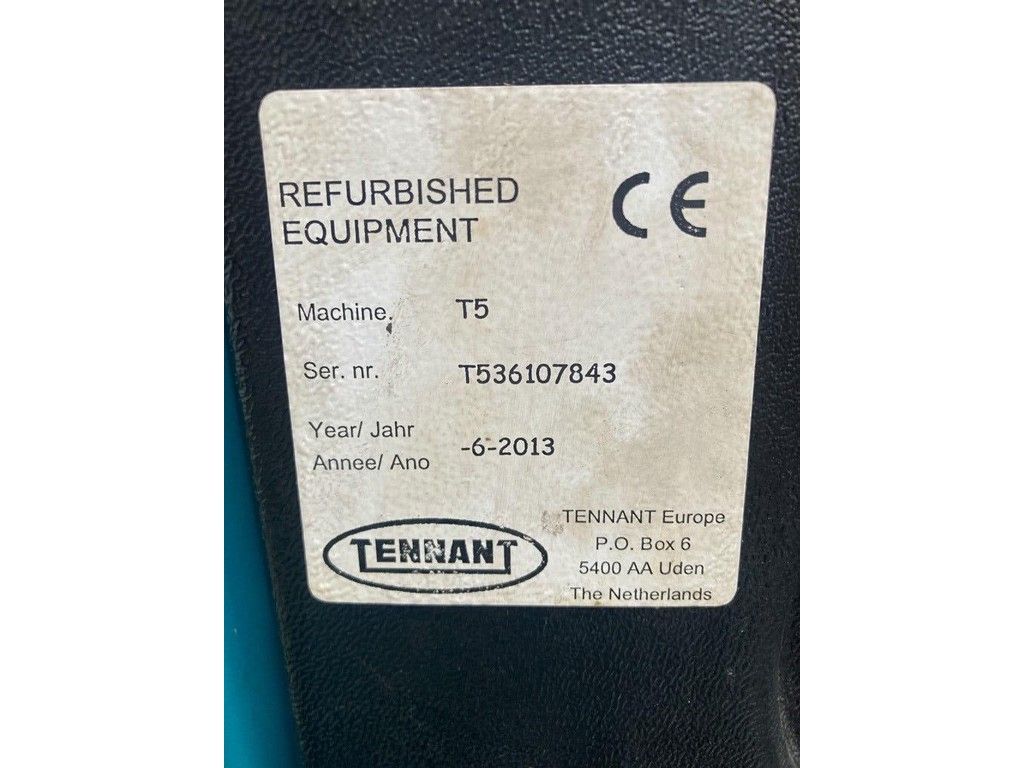 REFURBISHED
EQUIPMENT
CE
Machine. T5
Ser. nr. T536107843
Year/ Jahr
Annee/ Ano -6-2013
TENNANT
TENNANT Europe
P.O. Box 6
5400 AA Uden
The Netherlands